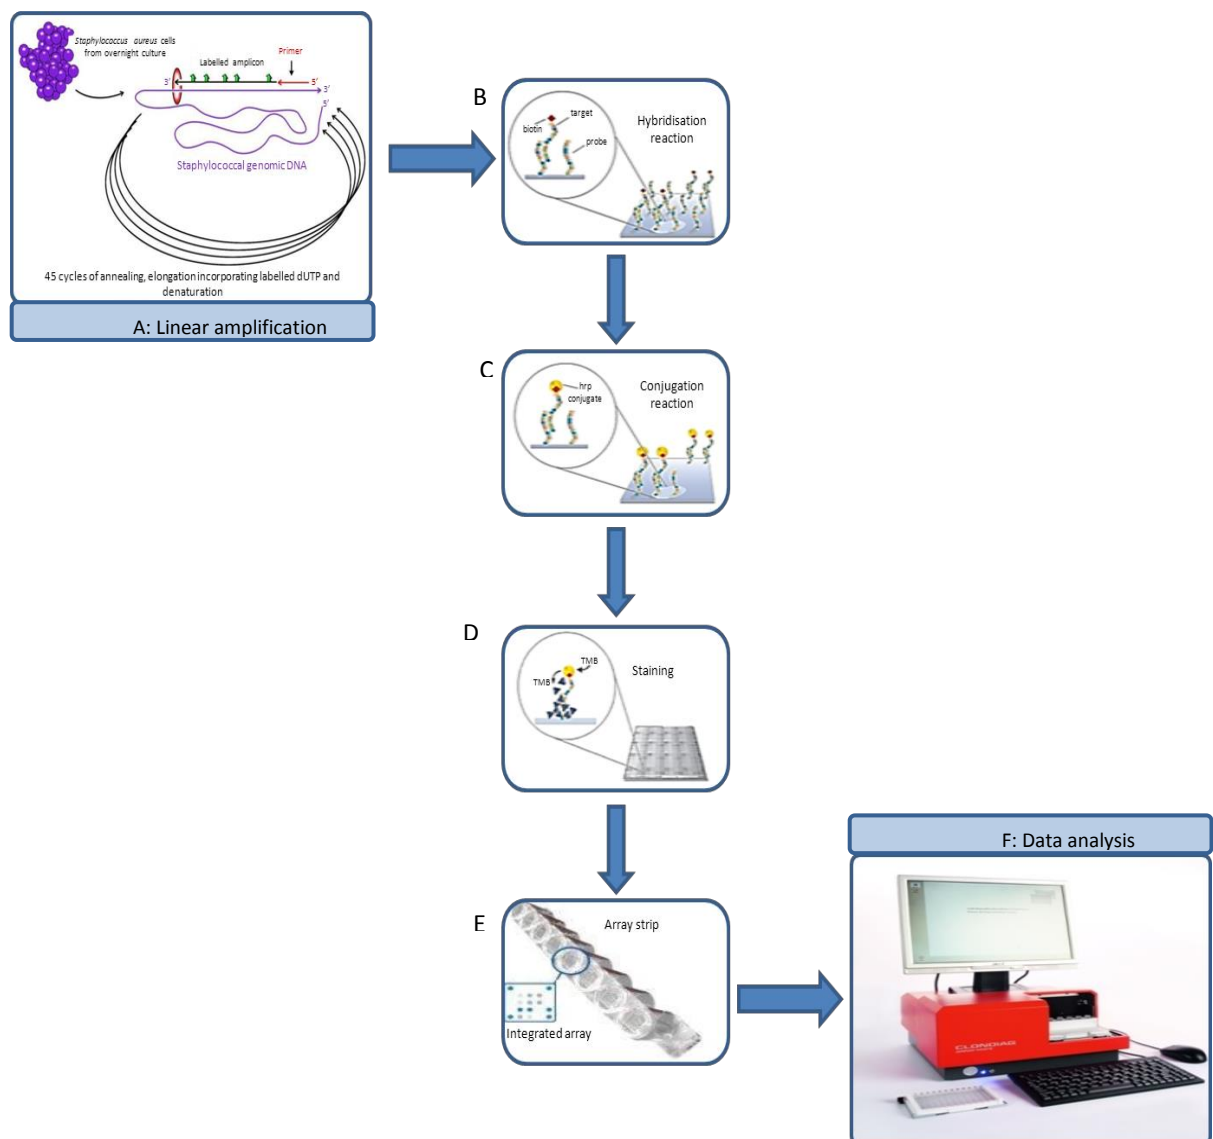 Staphylococcus aureus cells
from overnight culture
Labelled amplicon
Primer
3'
5'
3'
5'
Staphylococcal genomic DNA
45 cycles of annealing, elongation incorporating labelled dUTP and
denaturation
A: Linear amplification
B
biotin
target
probe
Hybridisation
reaction
C
hrp
conjugate
Conjugation
reaction
D
TMB
TMB
Staining
E
Array strip
Integrated array
F: Data analysis
CLONDIAG